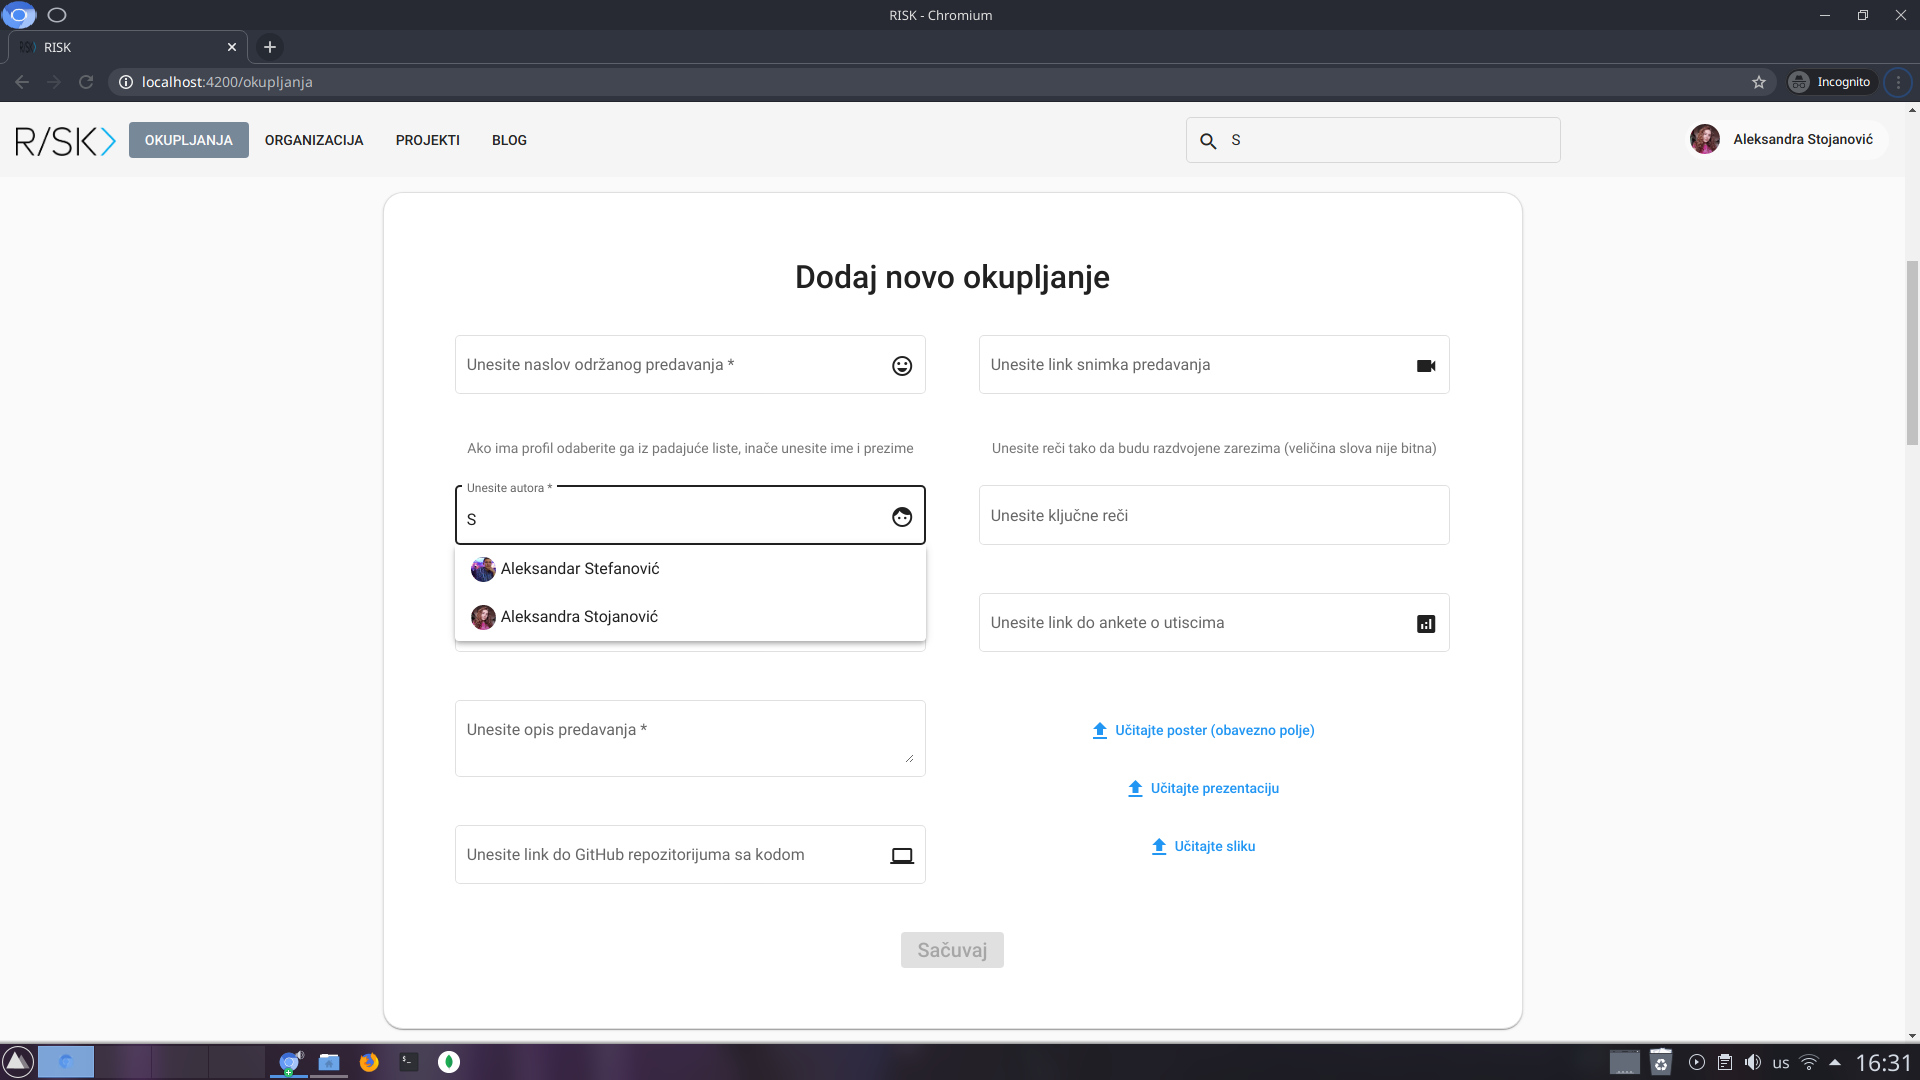 RISK - Chromium
RISK
localhost:4200/okupljanja
Incognito
R/SK
OKUPLJANJA
ORGANIZACIJA
PROJEKTI
BLOG
S
Aleksandra Stojanović
Dodaj novo okupljanje
Unesite naslov održanog predavanja *
Unesite link snimka predavanja
Ako ima profil odaberite ga iz padajuće liste, inače unesite ime i prezime
Unesite reči tako da budu razdvojene zarezima (veličina slova nije bitna)
Unesite autora *
S
Unesite ključne reči
Aleksandar Stefanović
Aleksandra Stojanović
Unesite link do ankete o utiscima
Unesite opis predavanja *
Učitajte poster (obavezno polje)
Učitajte prezentaciju
Učitajte sliku
Unesite link do GitHub repozitorijuma sa kodom
Sačuvaj
us
16:31